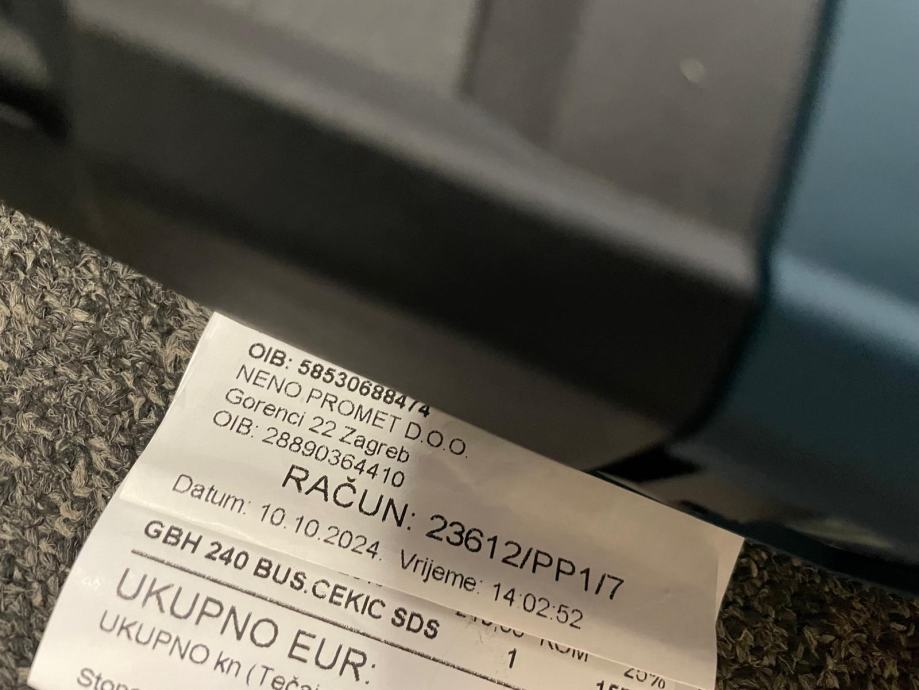 OIB: 58530688474
NENO PROMET D.O.O.
Gorenci 22 Zagreb
OIB: 28890364410
RAČUN: 23612/PP1/7
Datum: 10.10.2024. Vrijeme: 14:02:52
GBH 240 BUS.CEKIC SDS
1 KOM 20%
UKUPNO EUR:
UKUPNO kn